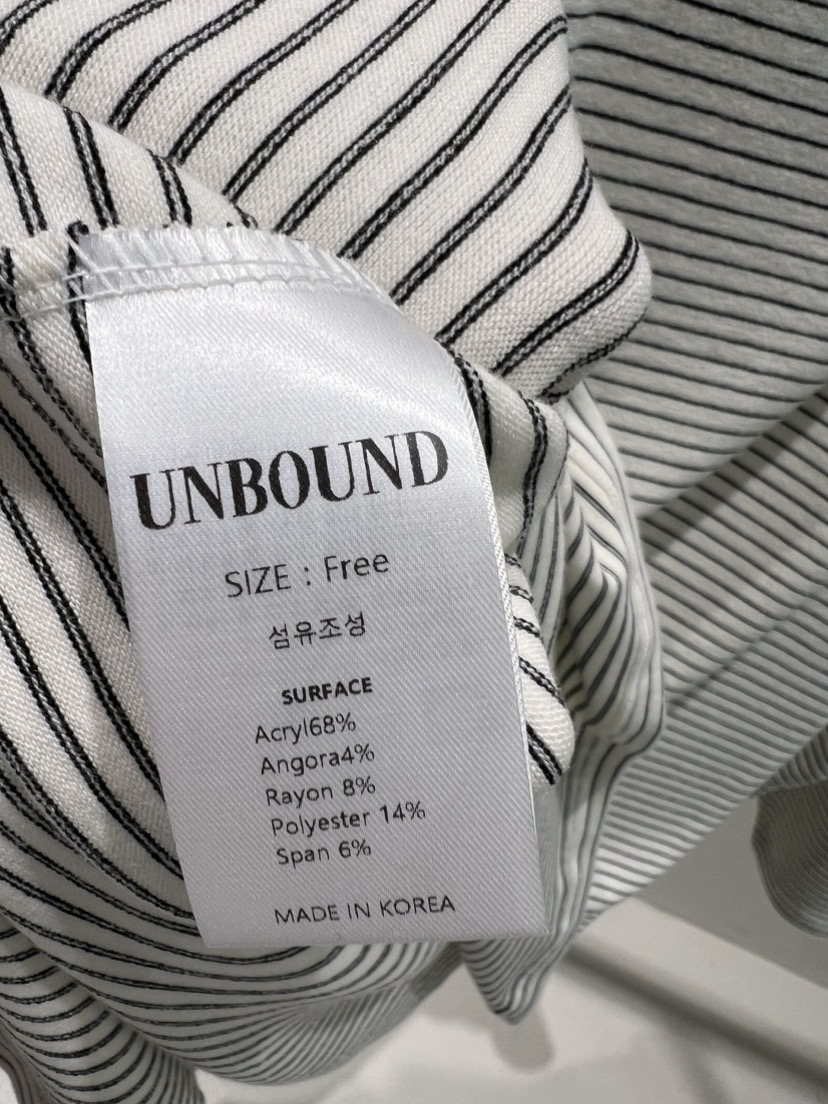 UNBOUND
SIZE : Free
섬유조성
SURFACE
Acryl68%
Angora4%
Rayon 8%
Polyester 14%
Span 6%
MADE IN KOREA